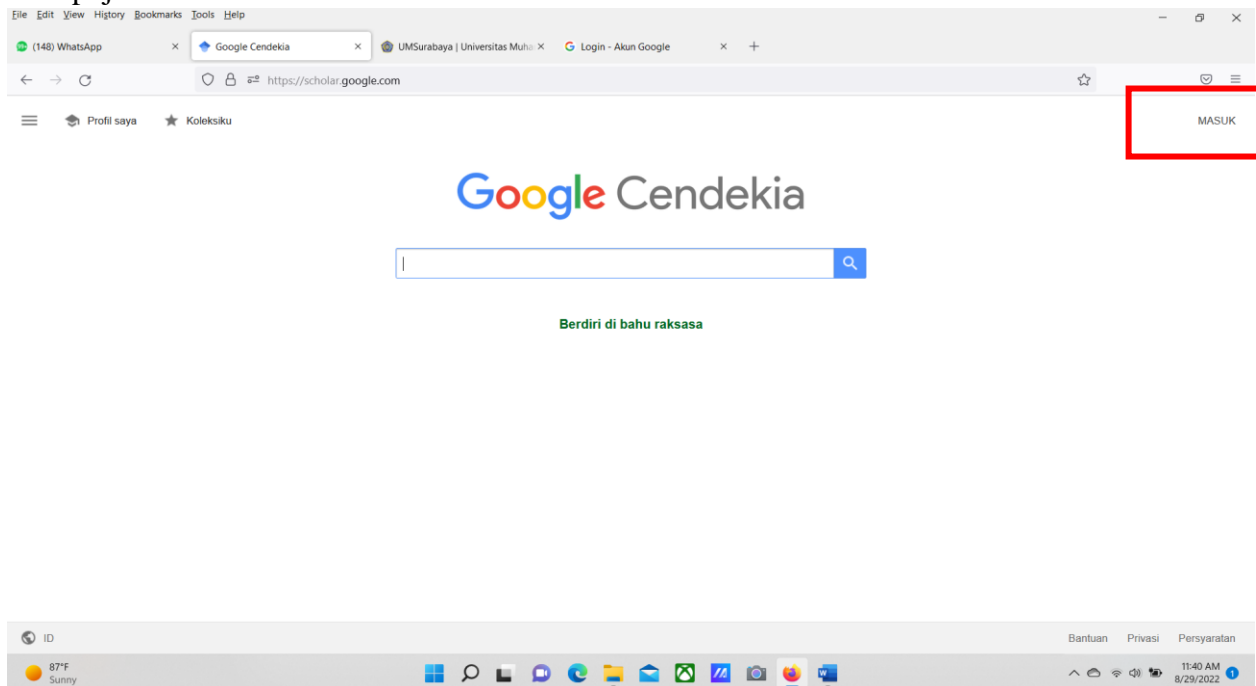 File Edit View History Bookmarks Tools Help
(148) WhatsApp
Google Cendekia
UMSurabaya | Universitas Muha
Login - Akun Google
https://scholar.google.com
Profil saya
Koleksiku
MASUK
Google Cendekia
Berdiri di bahu raksasa
ID
Bantuan Privasi Persyaratan
87°F
Sunny
11:40 AM
8/29/2022
1